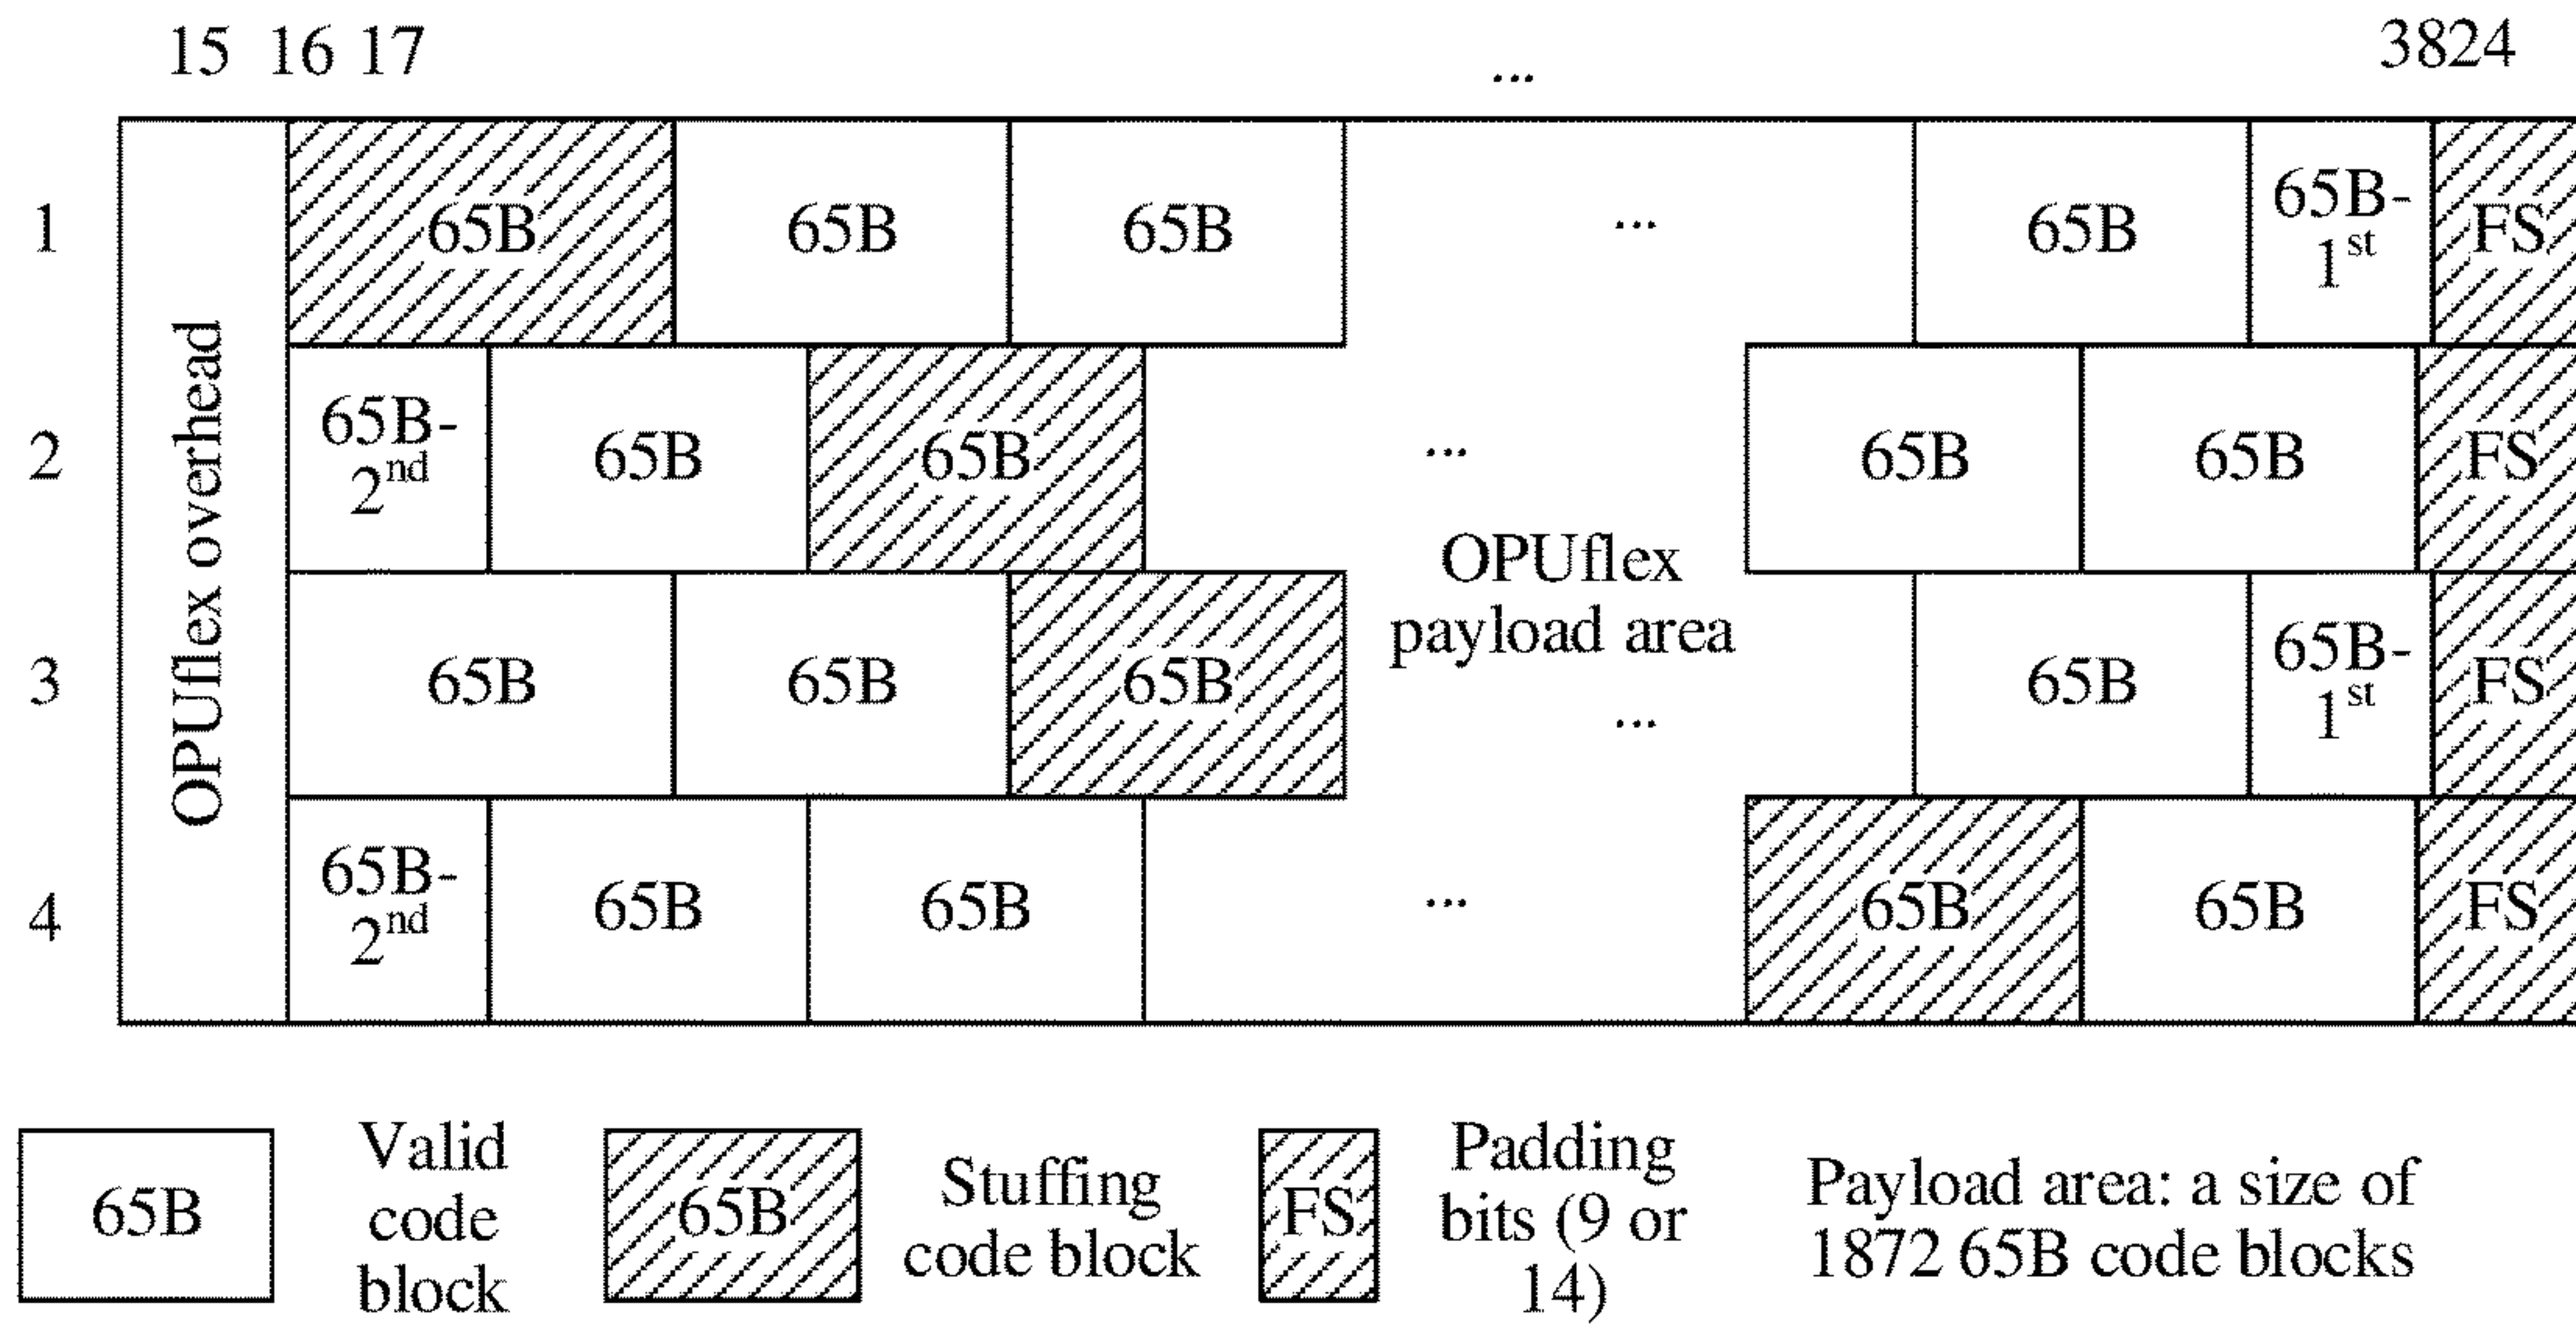 15 16 17 ... 3824
1 65B 65B 65B ... 65B 65B-
1st FS
2 65B-
2nd 65B 65B ... 65B 65B FS
OPUflex overhead
OPUflex
payload area
3 65B 65B 65B ... 65B 65B-
1st FS
4 65B-
2nd 65B 65B ... 65B 65B FS
65B
Valid
code
block
65B
Stuffing
code block
FS
Padding
bits (9 or
14)
Payload area: a size of
1872 65B code blocks